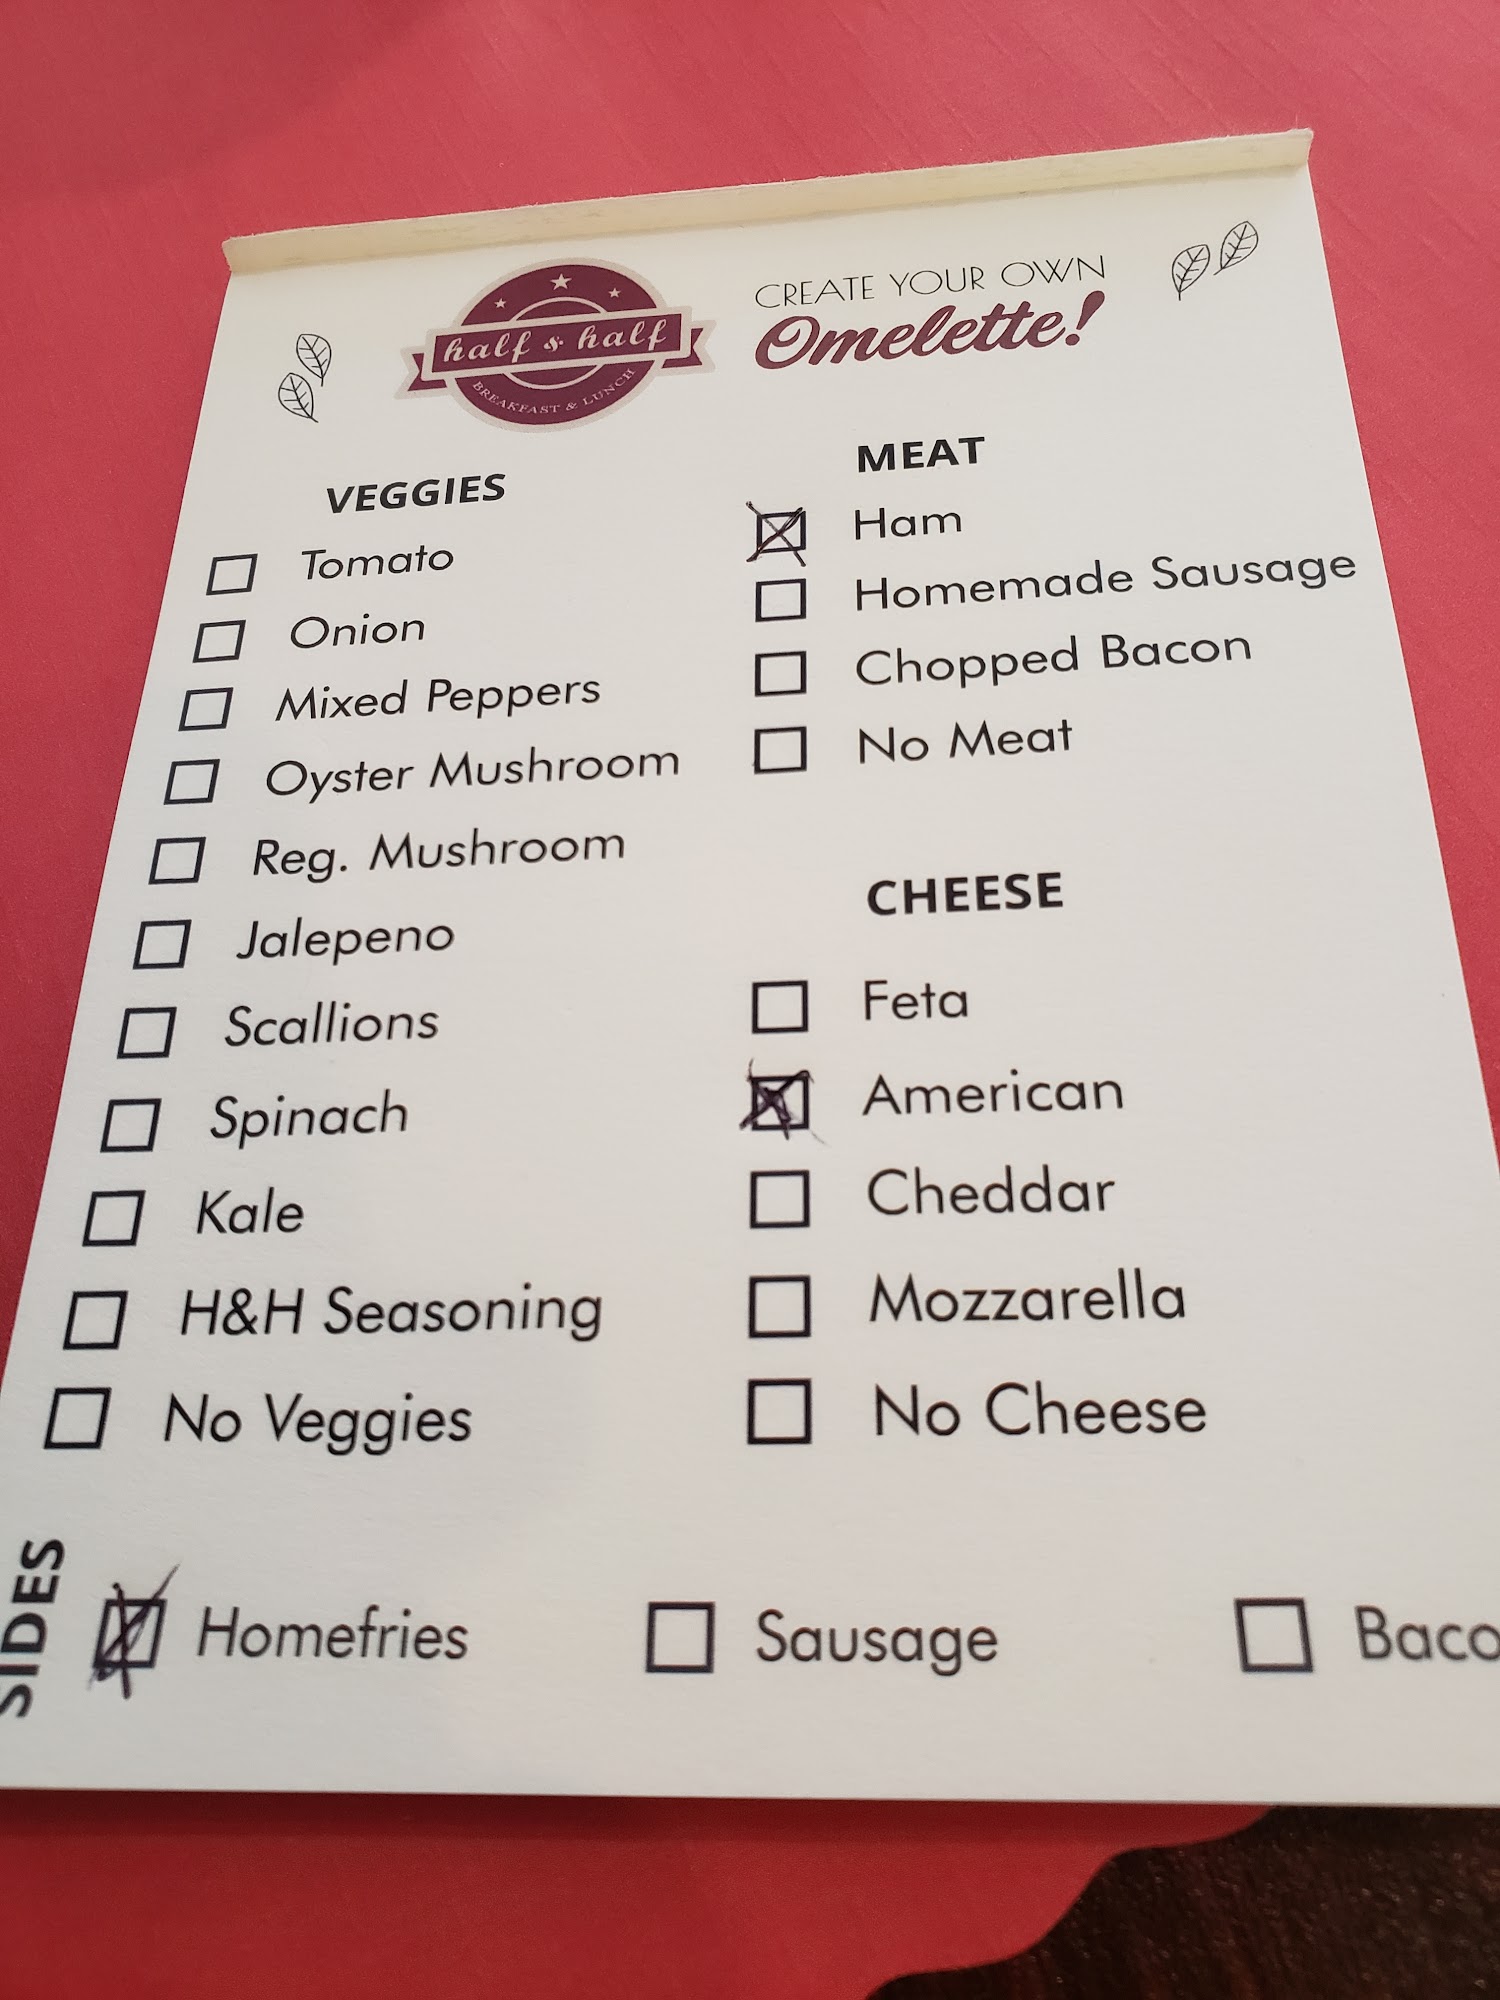 half & half
BREAKFAST & LUNCH
CREATE YOUR OWN
Omelette!
VEGGIES
Tomato
Onion
Mixed Peppers
Oyster Mushroom
Reg. Mushroom
Jalepeno
Scallions
Spinach
Kale
H&H Seasoning
No Veggies
MEAT
Ham
Homemade Sausage
Chopped Bacon
No Meat
CHEESE
Feta
American
Cheddar
Mozzarella
No Cheese
SIDES
Homefries Sausage Baco